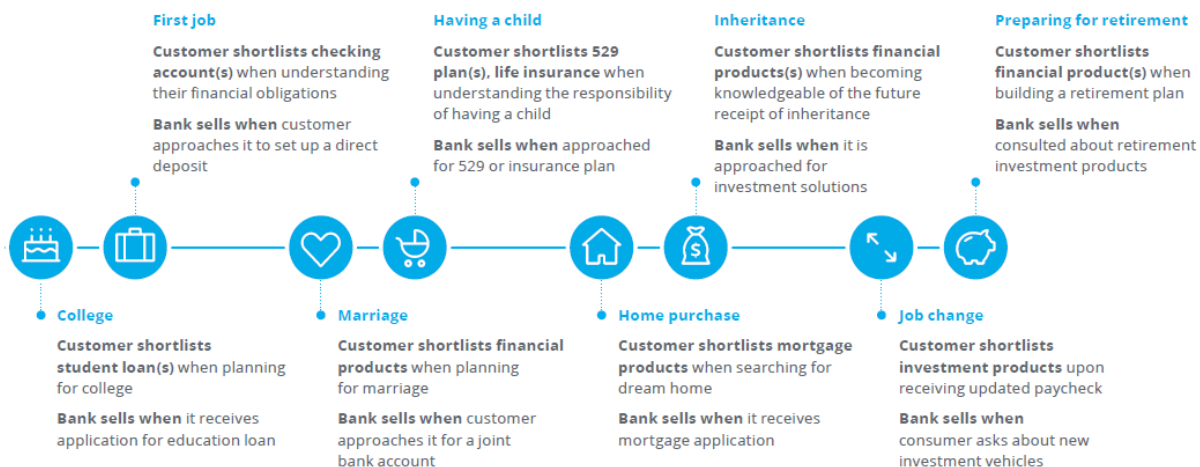 First job
Customer shortlists checking
account(s) when understanding
their financial obligations
Bank sells when customer
approaches it to set up a direct
deposit
Having a child
Customer shortlists 529
plan(s), life insurance when
understanding the responsibility
of having a child
Bank sells when approached
for 529 or insurance plan
Inheritance
Customer shortlists financial
products(s) when becoming
knowledgeable of the future
receipt of inheritance
Bank sells when it is
approached for
investment solutions
Preparing for retirement
Customer shortlists
financial product(s) when
building a retirement plan
Bank sells when
consulted about retirement
investment products
$
College
Customer shortlists
student loan(s) when planning
for college
Bank sells when it receives
application for education loan
Marriage
Customer shortlists financial
products when planning
for marriage
Bank sells when customer
approaches it for a joint
bank account
Home purchase
Customer shortlists mortgage
products when searching for
dream home
Bank sells when it receives
mortgage application
Job change
Customer shortlists
investment products upon
receiving updated paycheck
Bank sells when
consumer asks about new
investment vehicles